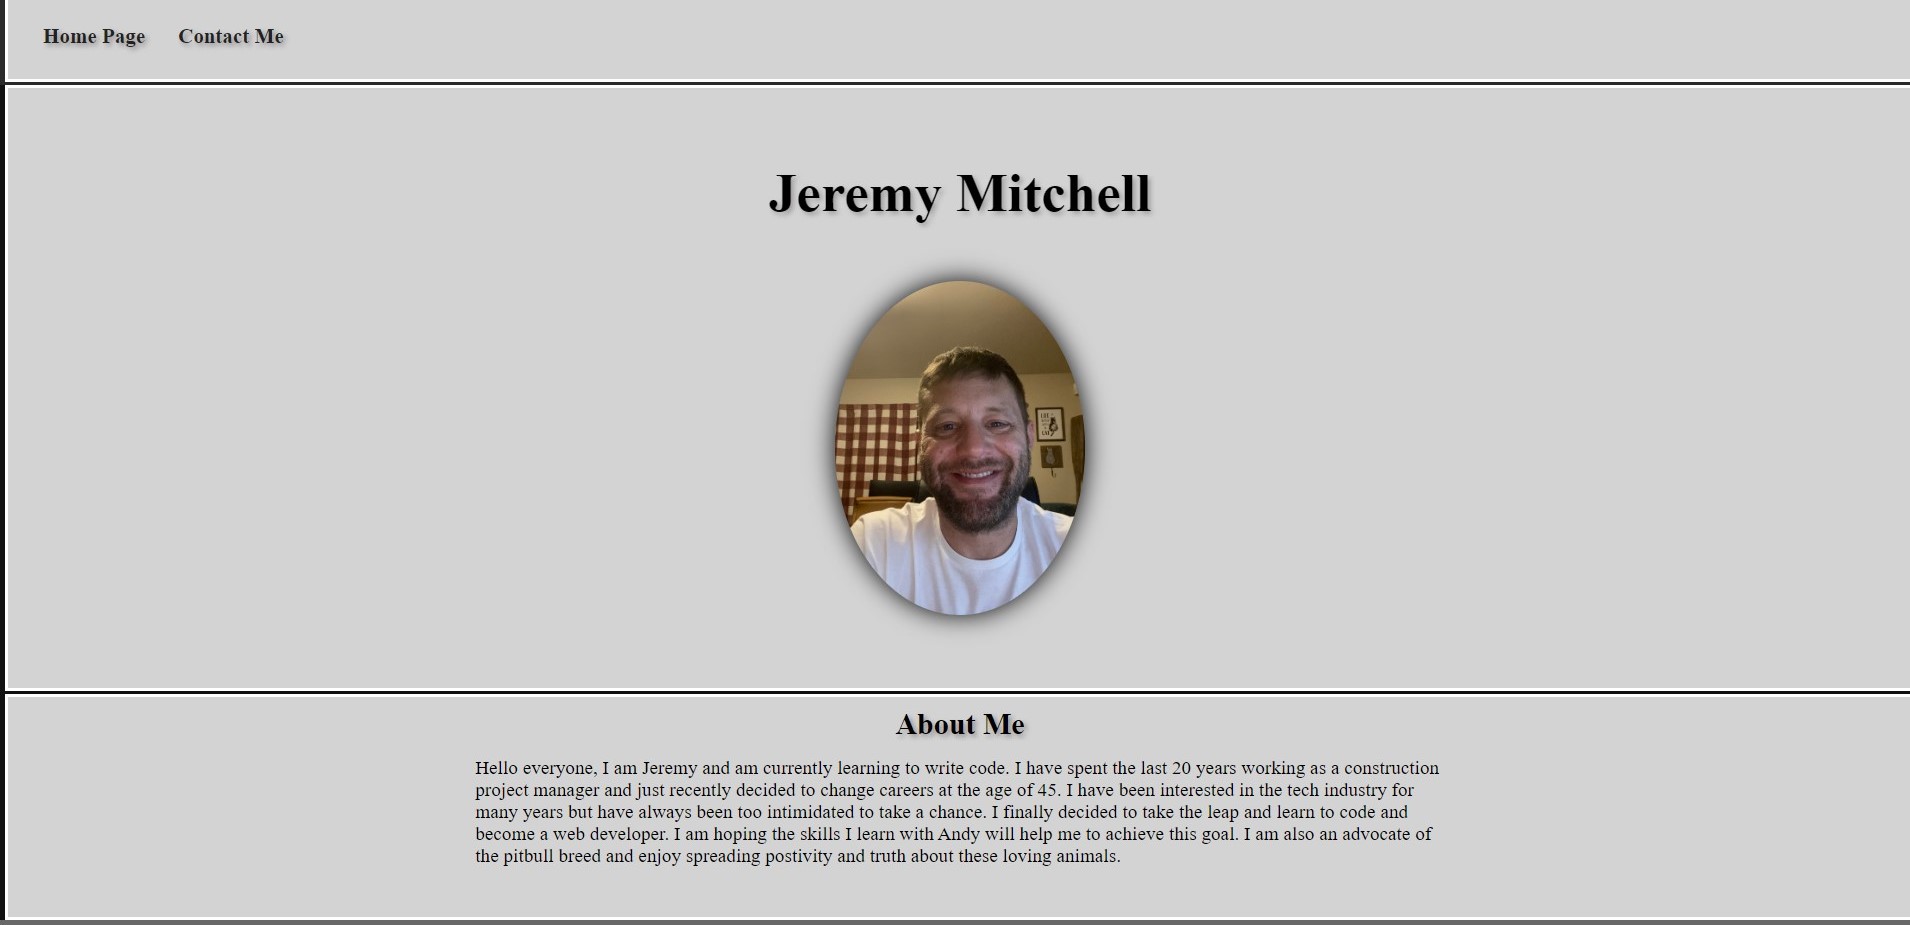 Home Page Contact Me
Jeremy Mitchell
About Me
Hello everyone, I am Jeremy and am currently learning to write code. I have spent the last 20 years working as a construction
project manager and just recently decided to change careers at the age of 45. I have been interested in the tech industry for
many years but have always been too intimidated to take a chance. I finally decided to take the leap and learn to code and
become a web developer. I am hoping the skills I learn with Andy will help me to achieve this goal. I am also an advocate of
the pitbull breed and enjoy spreading postivity and truth about these loving animals.